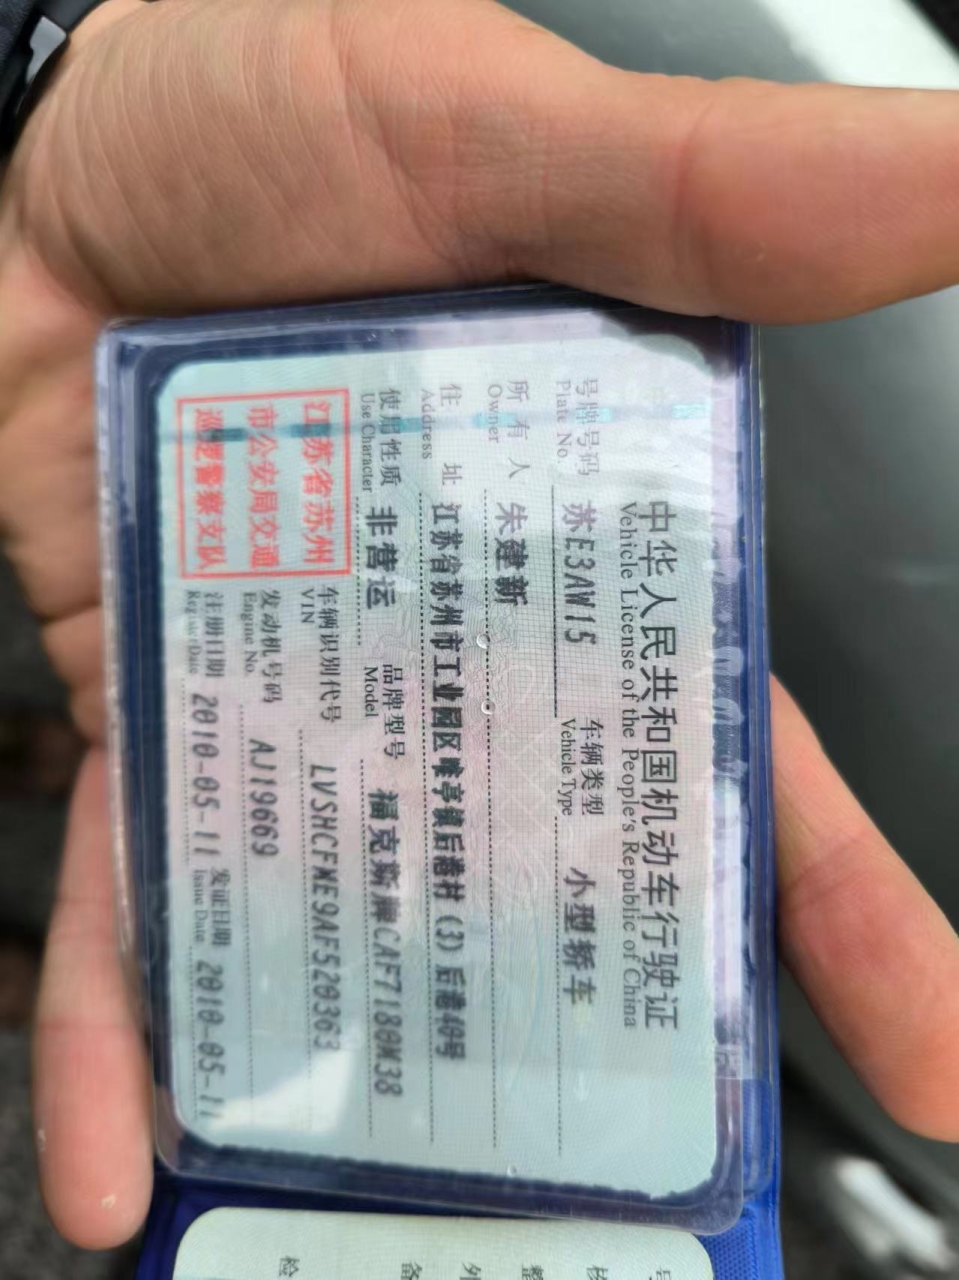 中华人民共和国机动车行驶证
Vehicle License of the People's Republic of China
号牌号码 苏E3AW15 车辆类型 小型轿车
Plate No. Vehicle Type
所有人 朱建新
Owner
住址 江苏省苏州市工业园区唯亭镇后港村(3)后港40号
Address
使用性质 非营运 品牌型号 福克斯牌CAF7180M38
Use Character Model
江苏省苏州
市公安局交通
巡逻警察支队
车辆识别代号 LVSHCFME9AF520363
VIN
发动机号码 AJ19669
Engine No.
注册日期 2010-05-11 发证日期 2010-05-11
Register Date Issue Date
号
核
整
外
备
检